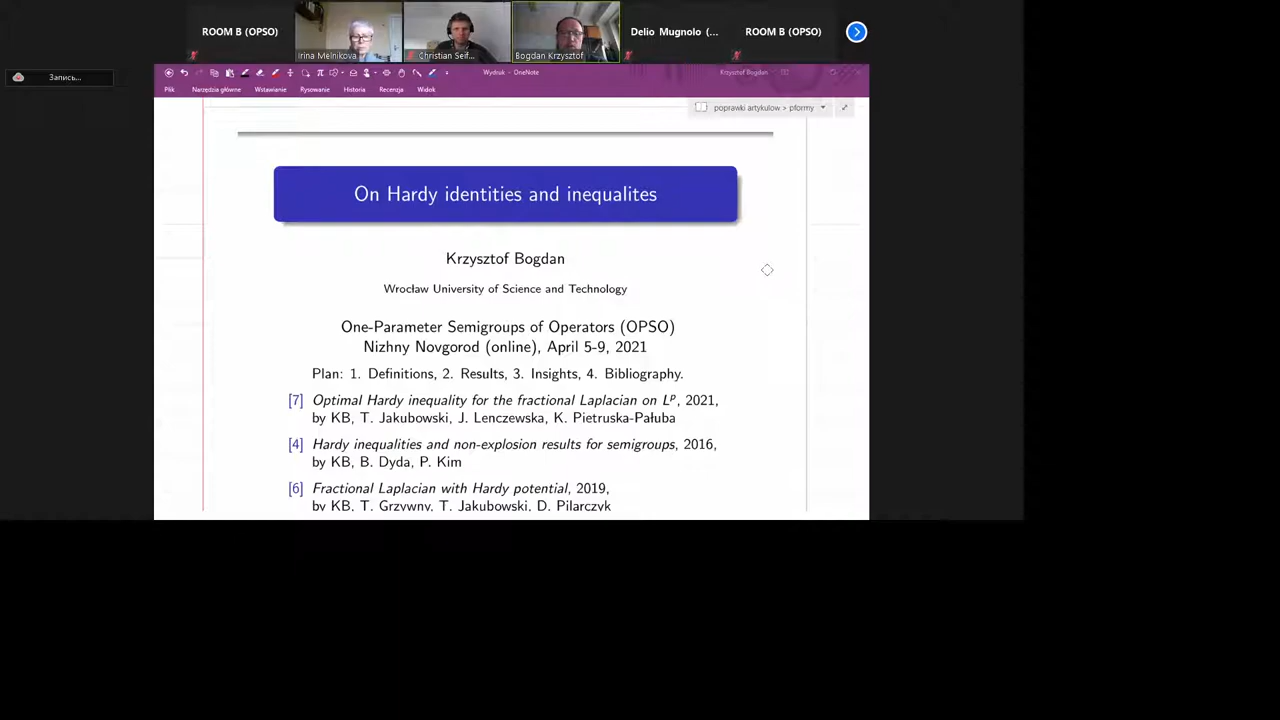 ROOM B (OPSO)
Irina Melnikova
Christian Seif...
Bogdan Krzysztof
Delio Mugnolo (...
ROOM B (OPSO)
Запись...
Wydruk - OneNote
Krzysztof Bogdan
Plik
Narzędzia główne
Wstawianie
Rysowanie
Historia
Recenzja
Widok
poprawki artykulow > pformy
On Hardy identities and inequalites
Krzysztof Bogdan
Wrocław University of Science and Technology
One-Parameter Semigroups of Operators (OPSO)
Nizhny Novgorod (online), April 5-9, 2021
Plan: 1. Definitions, 2. Results, 3. Insights, 4. Bibliography.
[7] Optimal Hardy inequality for the fractional Laplacian on Lᵖ, 2021,
by KB, T. Jakubowski, J. Lenczewska, K. Pietruska-Pałuba
[4] Hardy inequalities and non-explosion results for semigroups, 2016,
by KB, B. Dyda, P. Kim
[6] Fractional Laplacian with Hardy potential, 2019,
by KB, T. Grzywny, T. Jakubowski, D. Pilarczyk